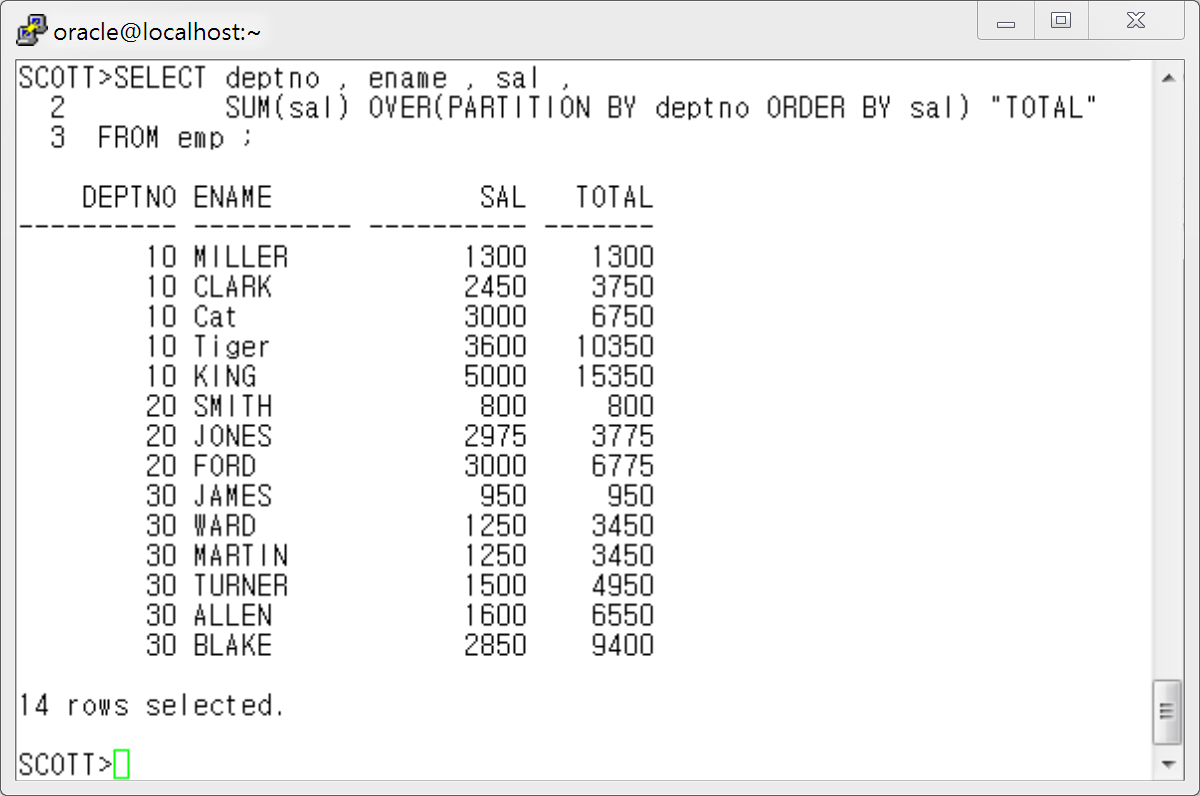 oracle@localhost:~
SCOTT>SELECT deptno , ename , sal ,
  2          SUM(sal) OVER(PARTITION BY deptno ORDER BY sal) "TOTAL"
  3  FROM emp ;
    DEPTNO ENAME             SAL   TOTAL
---------- ---------- ---------- -------
        10 MILLER           1300    1300
        10 CLARK            2450    3750
        10 Cat              3000    6750
        10 Tiger            3600   10350
        10 KING             5000   15350
        20 SMITH             800     800
        20 JONES            2975    3775
        20 FORD             3000    6775
        30 JAMES             950     950
        30 WARD             1250    3450
        30 MARTIN           1250    3450
        30 TURNER           1500    4950
        30 ALLEN            1600    6550
        30 BLAKE            2850    9400
14 rows selected.
SCOTT>